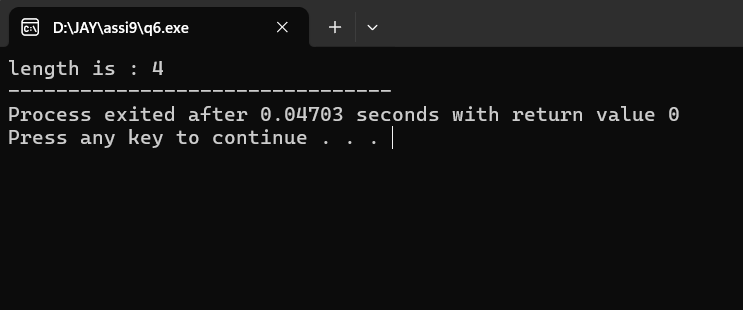 D:\JAY\assi9\q6.exe
length is : 4
--------------------------------
Process exited after 0.04703 seconds with return value 0
Press any key to continue . . .